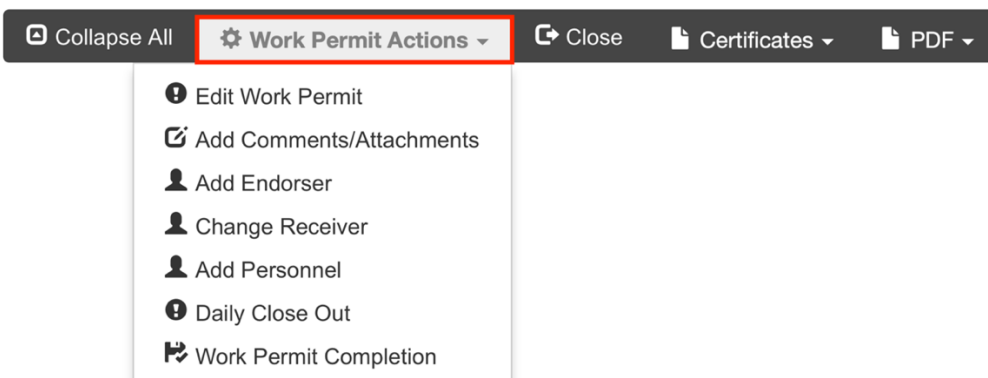 Collapse All Work Permit Actions Close Certificates PDF
Edit Work Permit
Add Comments/Attachments
Add Endorser
Change Receiver
Add Personnel
Daily Close Out
Work Permit Completion